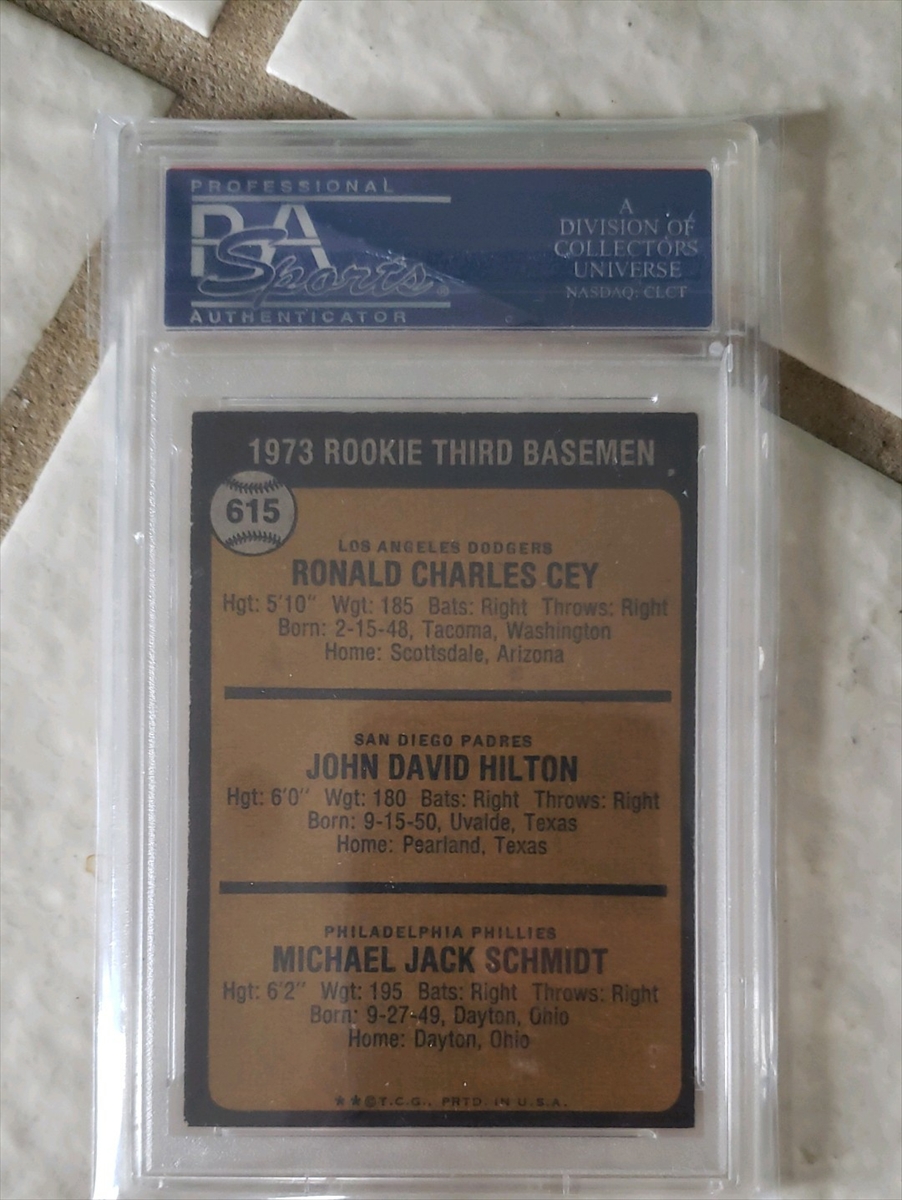 PROFESSIONAL
PSA
Sports®
AUTHENTICATOR
A
DIVISION OF
COLLECTORS
UNIVERSE
NASDAQ: CLCT
1973 ROOKIE THIRD BASEMEN
615
LOS ANGELES DODGERS
RONALD CHARLES CEY
Hgt: 5'10" Wgt: 185 Bats: Right Throws: Right
Born: 2-15-48, Tacoma, Washington
Home: Scottsdale, Arizona
SAN DIEGO PADRES
JOHN DAVID HILTON
Hgt: 6'0" Wgt: 180 Bats: Right Throws: Right
Born: 9-15-50, Uvalde, Texas
Home: Pearland, Texas
PHILADELPHIA PHILLIES
MICHAEL JACK SCHMIDT
Hgt: 6'2" Wgt: 195 Bats: Right Throws: Right
Born: 9-27-49, Dayton, Ohio
Home: Dayton, Ohio
★★©T.C.G., PRTD. IN U.S.A.